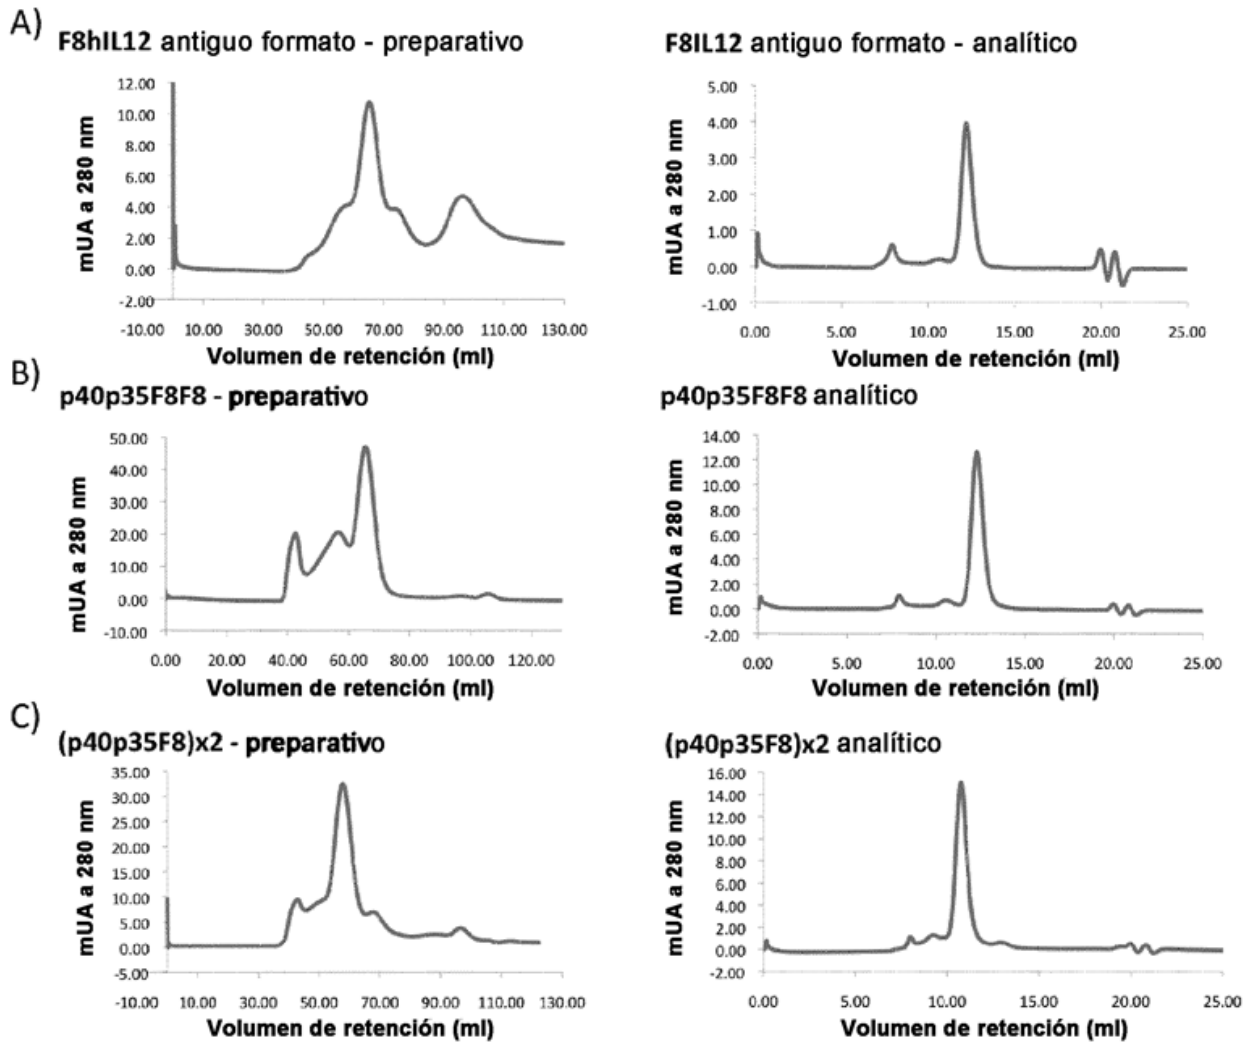 A)
F8hIL12 antiguo formato - preparativo
mUA a 280 nm
12.00
10.00
8.00
6.00
4.00
2.00
0.00
-2.00
-10.00 10.00 30.00 50.00 70.00 90.00 110.00 130.00
Volumen de retención (ml)
F8IL12 antiguo formato - analítico
mUA a 280 nm
5.00
4.00
3.00
2.00
1.00
0.00
-1.00
0.00 5.00 10.00 15.00 20.00 25.00
Volumen de retención (ml)
B)
p40p35F8F8 - preparativo
mUA a 280 nm
50.00
40.00
30.00
20.00
10.00
0.00
-10.00
0.00 20.00 40.00 60.00 80.00 100.00 120.00
Volumen de retención (ml)
p40p35F8F8 analítico
mUA a 280 nm
14.00
12.00
10.00
8.00
6.00
4.00
2.00
0.00
-2.00
0.00 5.00 10.00 15.00 20.00 25.00
Volumen de retención (ml)
C)
(p40p35F8)x2 - preparativo
mUA a 280 nm
35.00
30.00
25.00
20.00
15.00
10.00
5.00
0.00
-5.00
-10.00 10.00 30.00 50.00 70.00 90.00 110.00 130.00
Volumen de retención (ml)
(p40p35F8)x2 analítico
mUA a 280 nm
16.00
14.00
12.00
10.00
8.00
6.00
4.00
2.00
0.00
-2.00
0.00 5.00 10.00 15.00 20.00 25.00
Volumen de retención (ml)